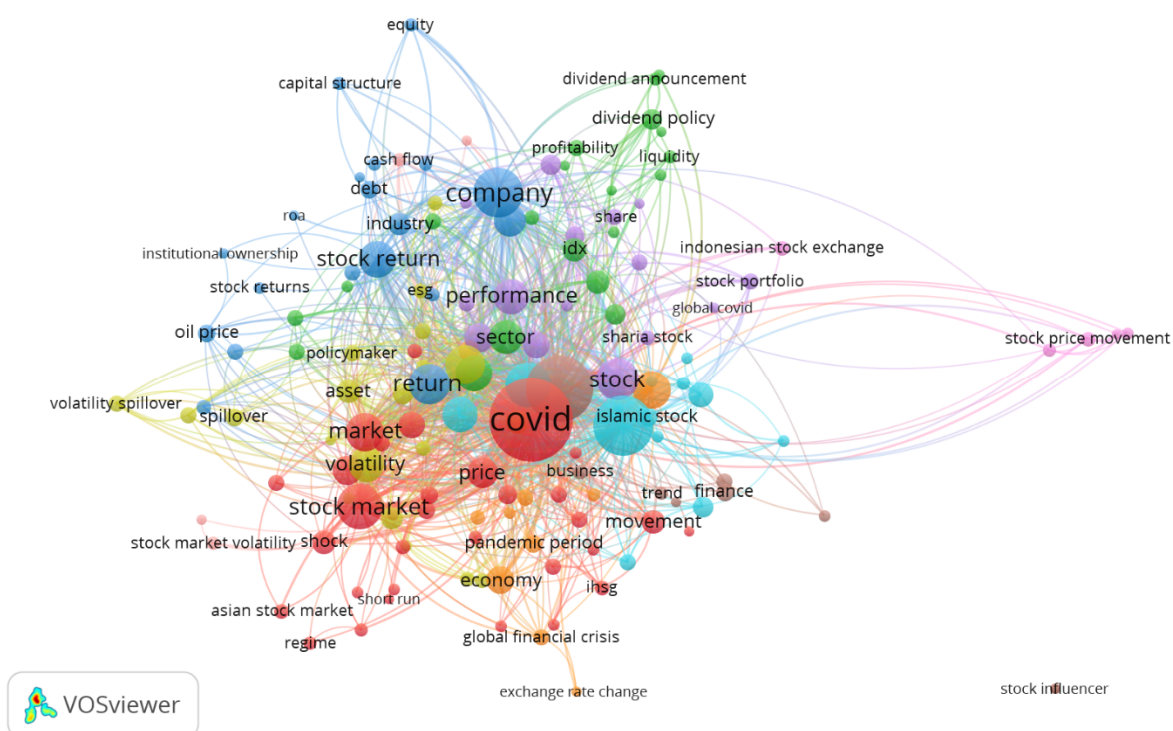 equity
capital structure
dividend announcement
dividend policy
profitability
liquidity
cash flow
debt
company
roa
industry
share
institutional ownership
stock return
idx
indonesian stock exchange
stock returns
esg
performance
stock portfolio
global covid
oil price
sector
sharia stock
stock price movement
policymaker
asset
return
stock
volatility spillover
spillover
covid
islamic stock
market
volatility
price
business
trend
finance
stock market
movement
stock market volatility
shock
pandemic period
economy
ihsg
short run
asian stock market
regime
global financial crisis
exchange rate change
stock influencer
VOSviewer